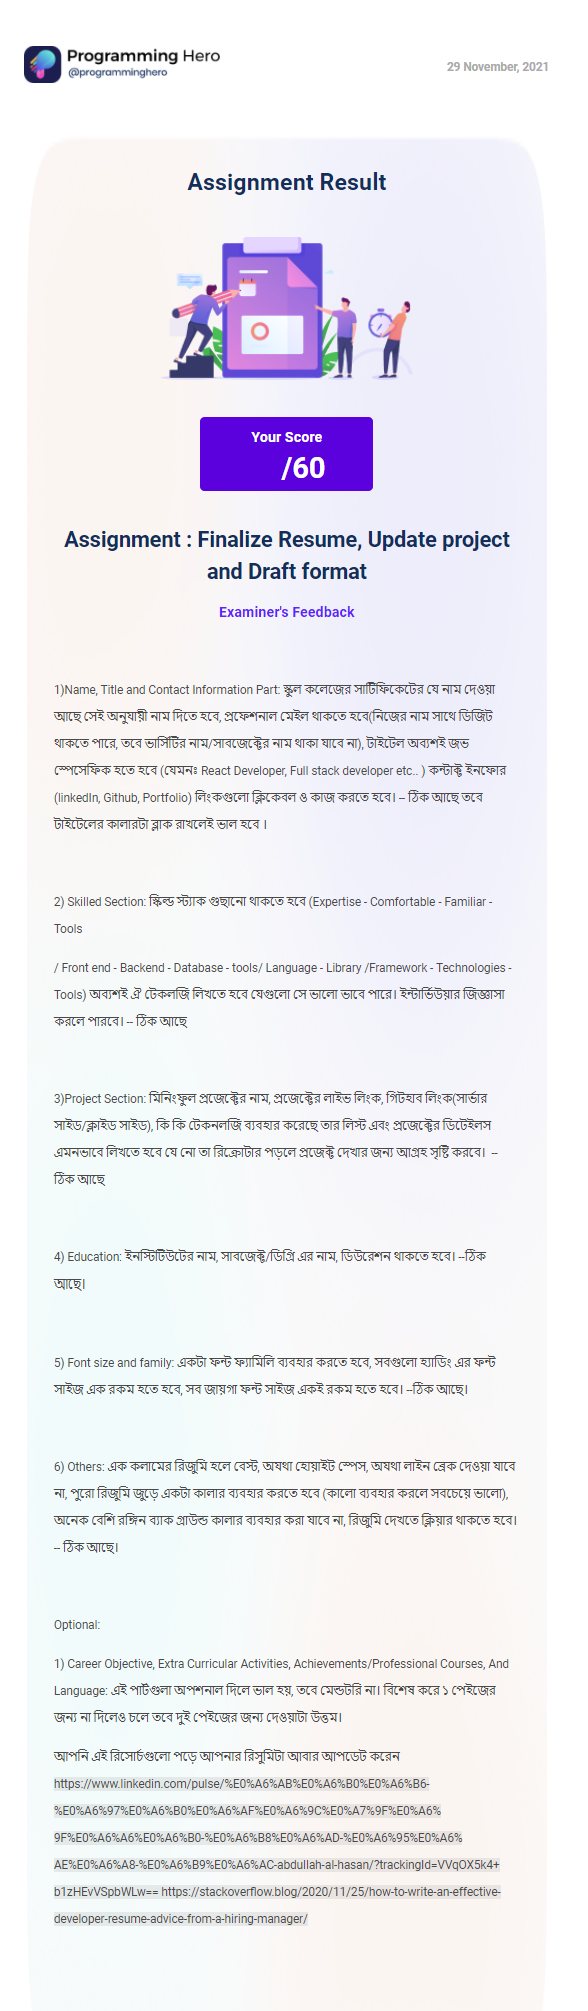 Programming Hero
@programminghero
29 November, 2021
Assignment Result
Your Score
/60
Assignment : Finalize Resume, Update project
and Draft format
Examiner's Feedback
1)Name, Title and Contact Information Part: স্কুল কলেজের সার্টিফিকেটের যে নাম দেওয়া
আছে সেই অনুযায়ী নাম দিতে হবে, প্রফেশনাল মেইল থাকতে হবে(নিজের নাম সাথে ডিজিট
থাকতে পারে, তবে ভার্সিটির নাম/সাবজেক্টের নাম থাকা যাবে না), টাইটেল অবশ্যই জভ
স্পেসেফিক হতে হবে (যেমনঃ React Developer, Full stack developer etc.. ) কন্টাক্ট ইনফোর
(linkedIn, Github, Portfolio) লিংকগুলো ক্লিকেবল ও কাজ করতে হবে। -- ঠিক আছে তবে
টাইটেলের কালারটা ব্লাক রাখলেই ভাল হবে ।
2) Skilled Section: স্কিল্ড স্ট্যাক গুছানো থাকতে হবে (Expertise - Comfortable - Familiar -
Tools
/ Front end - Backend - Database - tools/ Language - Library /Framework - Technologies -
Tools) অবশ্যই ঐ টেকলজি লিখতে হবে যেগুলো সে ভালো ভাবে পারে। ইন্টার্ভিউয়ার জিজ্ঞাসা
করলে পারবে। -- ঠিক আছে
3)Project Section: মিনিংফুল প্রজেক্টের নাম, প্রজেক্টের লাইভ লিংক, গিটহাব লিংক(সার্ভার
সাইড/ক্লাইড সাইড), কি কি টেকনলজি ব্যবহার করেছে তার লিস্ট এবং প্রজেক্টের ডিটেইলস
এমনভাবে লিখতে হবে যে নো তা রিক্রোটার পড়লে প্রজেক্ট দেখার জন্য আগ্রহ সৃষ্টি করবে। --
ঠিক আছে
4) Education: ইনস্টিটিউটের নাম, সাবজেক্ট/ডিগ্রি এর নাম, ডিউরেশন থাকতে হবে। --ঠিক
আছে।
5) Font size and family: একটা ফন্ট ফ্যামিলি ব্যবহার করতে হবে, সবগুলো হ্যাডিং এর ফন্ট
সাইজ এক রকম হতে হবে, সব জায়গা ফন্ট সাইজ একই রকম হতে হবে। --ঠিক আছে।
6) Others: এক কলামের রিজুমি হলে বেস্ট, অযথা হোয়াইট স্পেস, অযথা লাইন ব্রেক দেওয়া যাবে
না, পুরো রিজুমি জুড়ে একটা কালার ব্যবহার করতে হবে (কালো ব্যবহার করলে সবচেয়ে ভালো),
অনেক বেশি রঙ্গিন ব্যাক গ্রাউন্ড কালার ব্যবহার করা যাবে না, রিজুমি দেখতে ক্লিয়ার থাকতে হবে।
-- ঠিক আছে।
Optional:
1) Career Objective, Extra Curricular Activities, Achievements/Professional Courses, And
Language: এই পার্টগুলা অপশনাল দিলে ভাল হয়, তবে মেন্ডটরি না। বিশেষ করে ১ পেইজের
জন্য না দিলেও চলে তবে দুই পেইজের জন্য দেওয়াটা উত্তম।
আপনি এই রিসোর্চগুলো পড়ে আপনার রিসুমিটা আবার আপডেট করেন
https://www.linkedin.com/pulse/%E0%A6%AB%E0%A6%B0%E0%A6%B6-
%E0%A6%97%E0%A6%B0%E0%A6%AF%E0%A6%9C%E0%A7%9F%E0%A6%
9F%E0%A6%A6%E0%A6%B0-%E0%A6%B8%E0%A6%AD-%E0%A6%95%E0%A6%
AE%E0%A6%A8-%E0%A6%B9%E0%A6%AC-abdullah-al-hasan/?trackingId=VVqOX5k4+
b1zHEvVSpbWLw== https://stackoverflow.blog/2020/11/25/how-to-write-an-effective-
developer-resume-advice-from-a-hiring-manager/